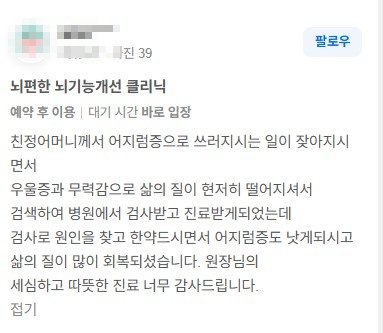 진 39
팔로우
뇌편한 뇌기능개선 클리닉
예약 후 이용 | 대기 시간 바로 입장
친정어머니께서 어지럼증으로 쓰러지시는 일이 잦아지시
면서
우울증과 무력감으로 삶의 질이 현저히 떨어지셔서
검색하여 병원에서 검사받고 진료받게되었는데
검사로 원인을 찾고 한약드시면서 어지럼증도 낫게되시고
삶의 질이 많이 회복되셨습니다. 원장님의
세심하고 따뜻한 진료 너무 감사드립니다.
접기